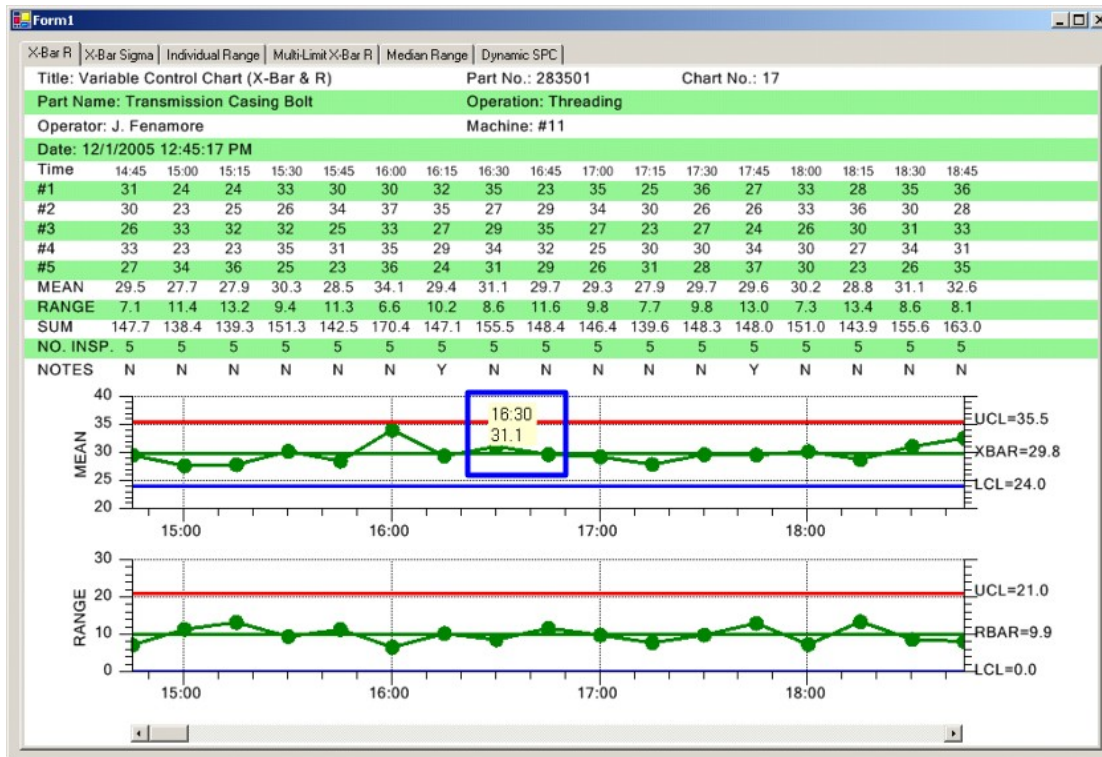 Form1
X-Bar R X-Bar Sigma Individual Range Multi-Limit X-Bar R Median Range Dynamic SPC
Title: Variable Control Chart (X-Bar & R) Part No.: 283501 Chart No.: 17
Part Name: Transmission Casing Bolt Operation: Threading
Operator: J. Fenamore Machine: #11
Date: 12/1/2005 12:45:17 PM
Time 14:45 15:00 15:15 15:30 15:45 16:00 16:15 16:30 16:45 17:00 17:15 17:30 17:45 18:00 18:15 18:30 18:45
#1 31 24 24 33 30 30 32 35 23 35 25 36 27 33 28 35 36
#2 30 23 25 26 34 37 35 27 29 34 30 26 26 33 36 30 28
#3 26 33 32 32 25 33 27 29 35 27 23 27 24 26 30 31 33
#4 33 23 23 35 31 35 29 34 32 25 30 30 34 30 27 34 31
#5 27 34 36 25 23 36 24 31 29 26 31 28 37 30 23 26 35
MEAN 29.5 27.7 27.9 30.3 28.5 34.1 29.4 31.1 29.7 29.3 27.9 29.7 29.6 30.2 28.8 31.1 32.6
RANGE 7.1 11.4 13.2 9.4 11.3 6.6 10.2 8.6 11.6 9.8 7.7 9.8 13.0 7.3 13.4 8.6 8.1
SUM 147.7 138.4 139.3 151.3 142.5 170.4 147.1 155.5 148.4 146.4 139.6 148.3 148.0 151.0 143.9 155.6 163.0
NO. INSP. 5 5 5 5 5 5 5 5 5 5 5 5 5 5 5 5 5
NOTES N N N N N N Y N N N N N Y N N N N
40
35
30
25
20
MEAN
16:30
31.1
UCL=35.5
XBAR=29.8
LCL=24.0
15:00 16:00 17:00 18:00
30
20
10
0
RANGE
UCL=21.0
RBAR=9.9
LCL=0.0
15:00 16:00 17:00 18:00